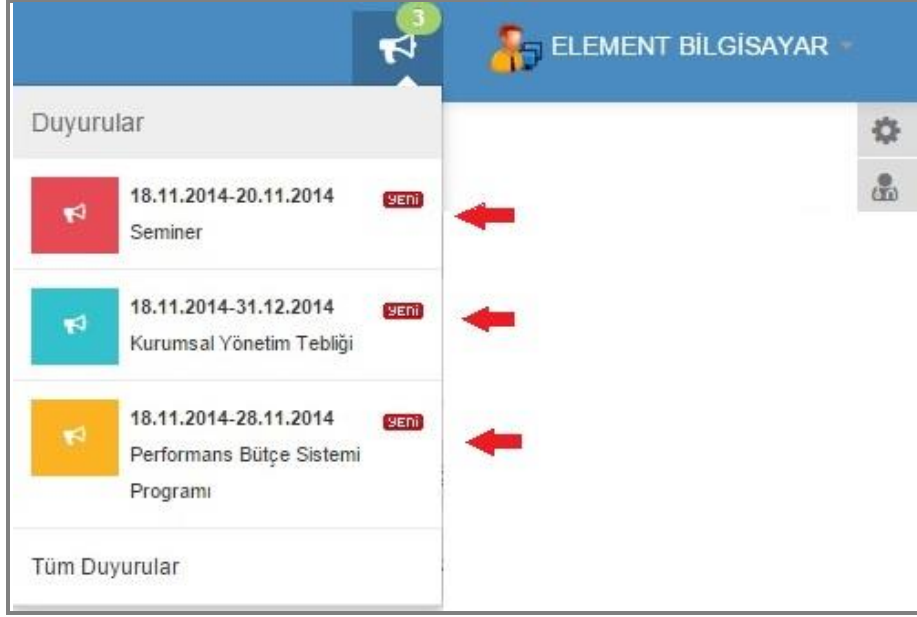 3
ELEMENT BİLGİSAYAR
Duyurular
18.11.2014-20.11.2014 yeni
Seminer
18.11.2014-31.12.2014 yeni
Kurumsal Yönetim Tebliği
18.11.2014-28.11.2014 yeni
Performans Bütçe Sistemi
Programı
Tüm Duyurular